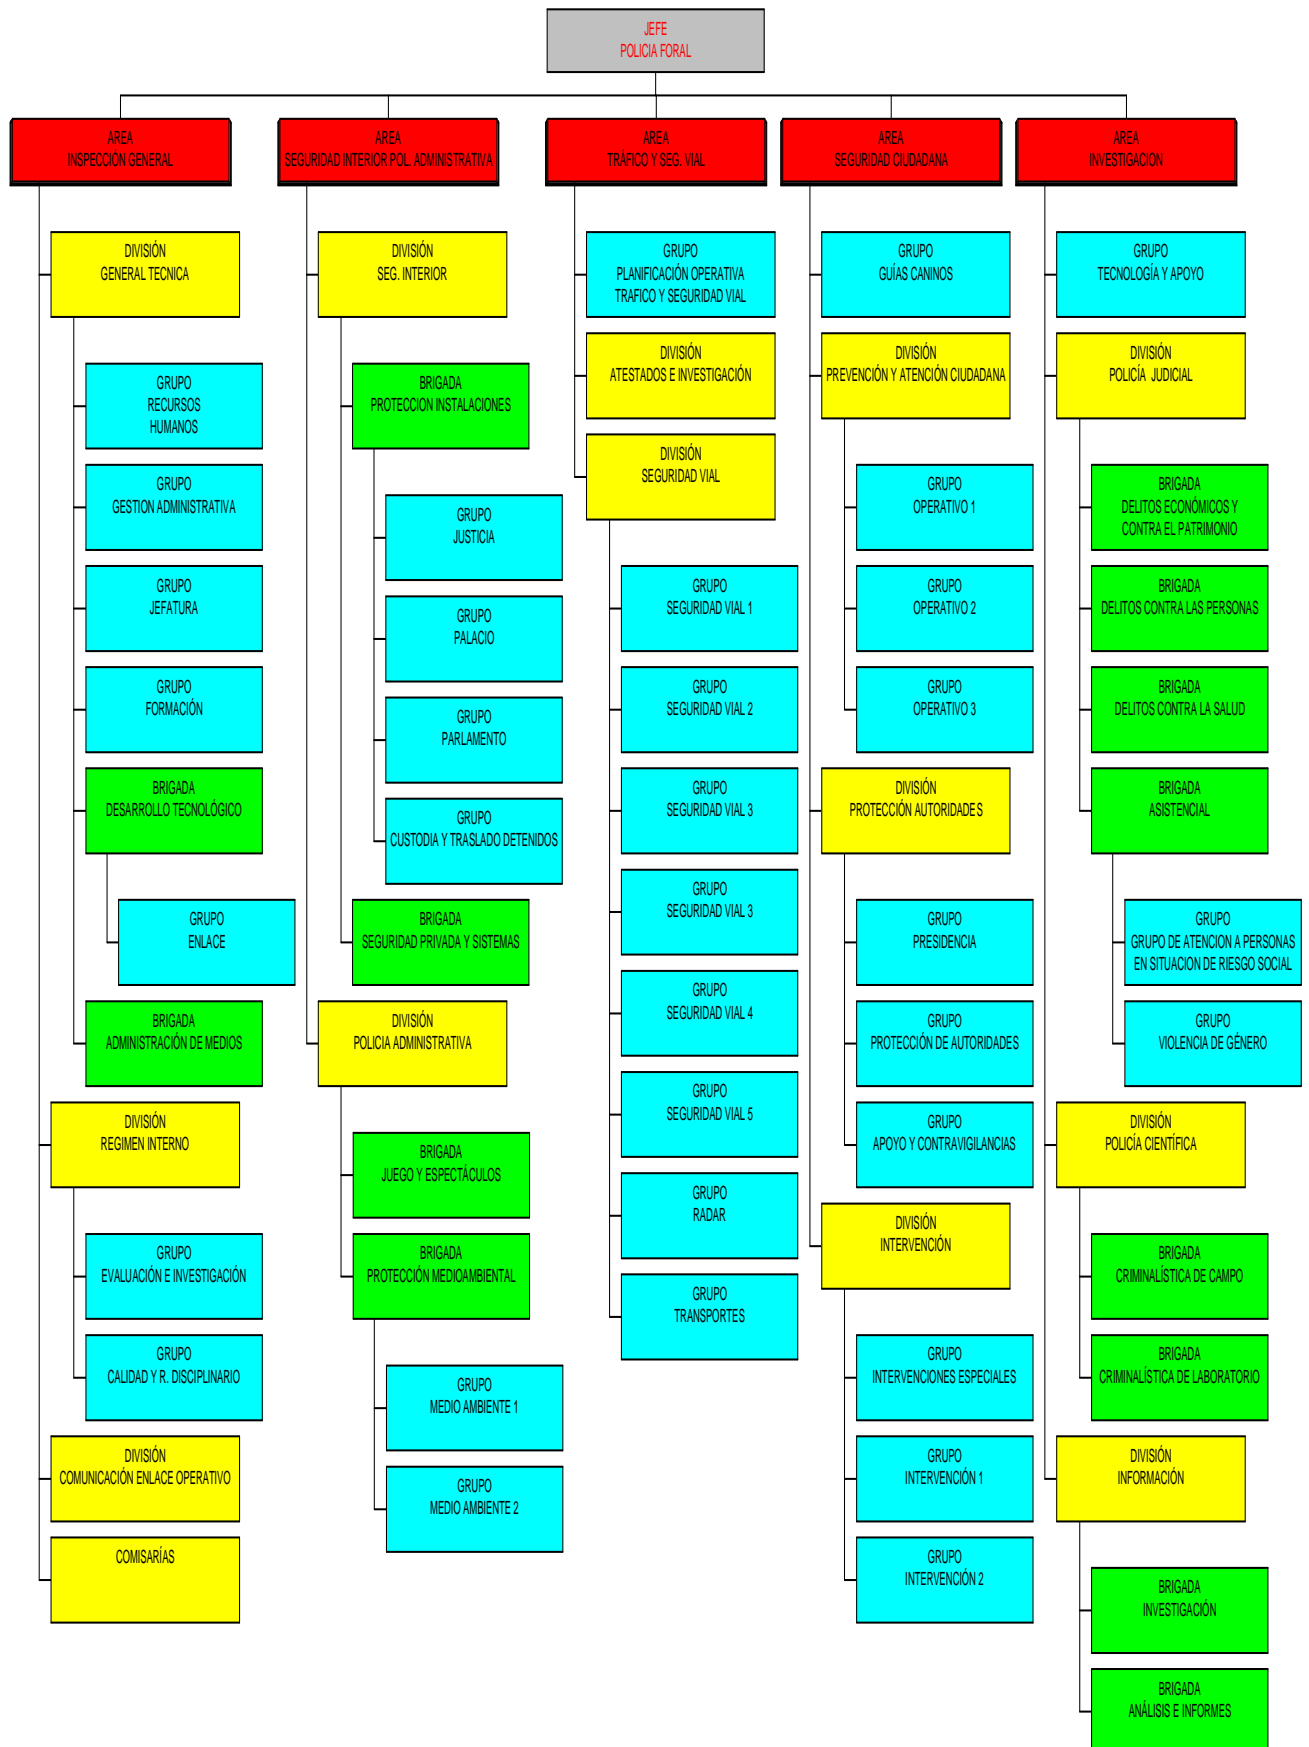 JEFE
POLICIA FORAL
AREA
INSPECCIÓN GENERAL
AREA
SEGURIDAD INTERIOR POL. ADMINISTRATIVA
AREA
TRÁFICO Y SEG. VIAL
AREA
SEGURIDAD CIUDADANA
AREA
INVESTIGACION
DIVISIÓN
GENERAL TECNICA
GRUPO
RECURSOS
HUMANOS
GRUPO
GESTION ADMINISTRATIVA
GRUPO
JEFATURA
GRUPO
FORMACIÓN
BRIGADA
DESARROLLO TECNOLÓGICO
GRUPO
ENLACE
BRIGADA
ADMINISTRACIÓN DE MEDIOS
DIVISIÓN
REGIMEN INTERNO
GRUPO
EVALUACIÓN E INVESTIGACIÓN
GRUPO
CALIDAD Y R. DISCIPLINARIO
DIVISIÓN
COMUNICACIÓN ENLACE OPERATIVO
COMISARÍAS
DIVISIÓN
SEG. INTERIOR
BRIGADA
PROTECCION INSTALACIONES
GRUPO
JUSTICIA
GRUPO
PALACIO
GRUPO
PARLAMENTO
GRUPO
CUSTODIA Y TRASLADO DETENIDOS
BRIGADA
SEGURIDAD PRIVADA Y SISTEMAS
DIVISIÓN
POLICIA ADMINISTRATIVA
BRIGADA
JUEGO Y ESPECTÁCULOS
BRIGADA
PROTECCIÓN MEDIOAMBIENTAL
GRUPO
MEDIO AMBIENTE 1
GRUPO
MEDIO AMBIENTE 2
GRUPO
PLANIFICACIÓN OPERATIVA
TRAFICO Y SEGURIDAD VIAL
DIVISIÓN
ATESTADOS E INVESTIGACIÓN
DIVISIÓN
SEGURIDAD VIAL
GRUPO
SEGURIDAD VIAL 1
GRUPO
SEGURIDAD VIAL 2
GRUPO
SEGURIDAD VIAL 3
GRUPO
SEGURIDAD VIAL 3
GRUPO
SEGURIDAD VIAL 4
GRUPO
SEGURIDAD VIAL 5
GRUPO
RADAR
GRUPO
TRANSPORTES
GRUPO
GUÍAS CANINOS
DIVISIÓN
PREVENCIÓN Y ATENCIÓN CIUDADANA
GRUPO
OPERATIVO 1
GRUPO
OPERATIVO 2
GRUPO
OPERATIVO 3
DIVISIÓN
PROTECCIÓN AUTORIDADES
GRUPO
PRESIDENCIA
GRUPO
PROTECCIÓN DE AUTORIDADES
GRUPO
APOYO Y CONTRAVIGILANCIAS
DIVISIÓN
INTERVENCIÓN
GRUPO
INTERVENCIONES ESPECIALES
GRUPO
INTERVENCIÓN 1
GRUPO
INTERVENCIÓN 2
GRUPO
TECNOLOGÍA Y APOYO
DIVISIÓN
POLICÍA JUDICIAL
BRIGADA
DELITOS ECONÓMICOS Y
CONTRA EL PATRIMONIO
BRIGADA
DELITOS CONTRA LAS PERSONAS
BRIGADA
DELITOS CONTRA LA SALUD
BRIGADA
ASISTENCIAL
GRUPO
GRUPO DE ATENCION A PERSONAS
EN SITUACION DE RIESGO SOCIAL
GRUPO
VIOLENCIA DE GÉNERO
DIVISIÓN
POLICÍA CIENTÍFICA
BRIGADA
CRIMINALÍSTICA DE CAMPO
BRIGADA
CRIMINALÍSTICA DE LABORATORIO
DIVISIÓN
INFORMACIÓN
BRIGADA
INVESTIGACIÓN
BRIGADA
ANÁLISIS E INFORMES